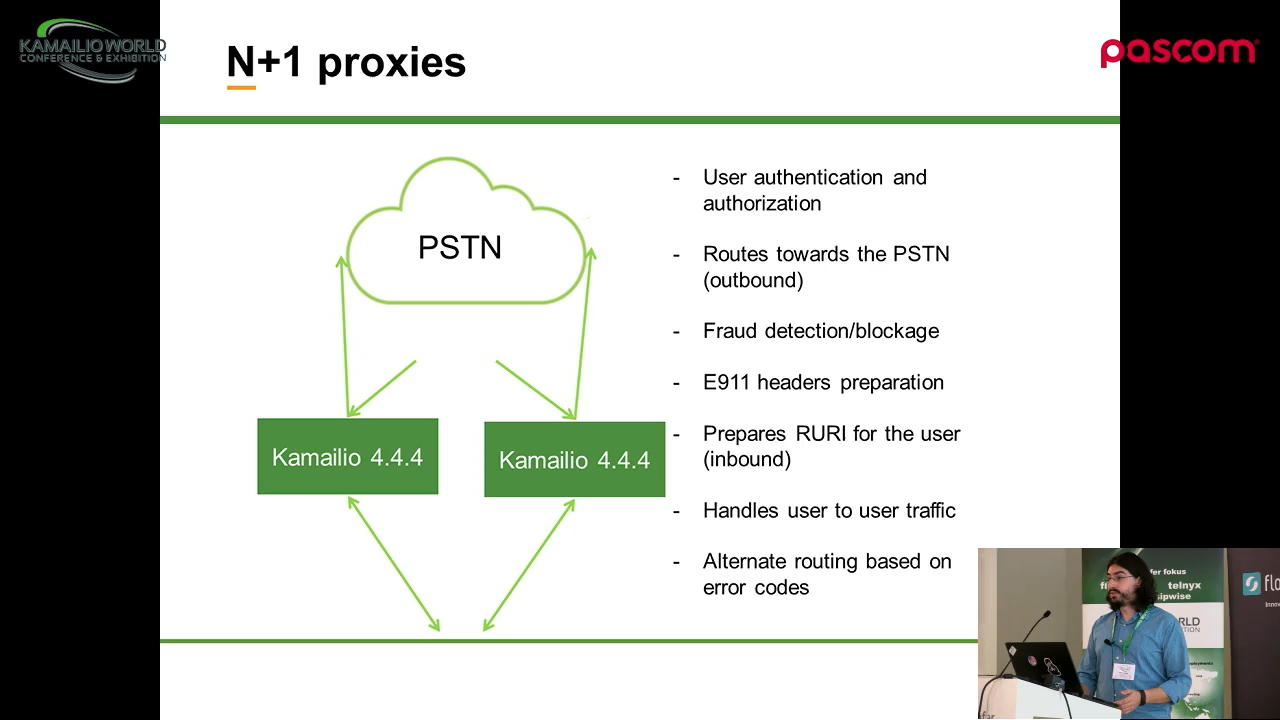 KAMAILIO WORLD
CONFERENCE & EXHIBITION
N+1 proxies
pascom
PSTN
Kamailio 4.4.4
Kamailio 4.4.4
- User authentication and
authorization
- Routes towards the PSTN
(outbound)
- Fraud detection/blockage
- E911 headers preparation
- Prepares RURI for the user
(inbound)
- Handles user to user traffic
- Alternate routing based on
error codes
fokus
telnyx
sipwise